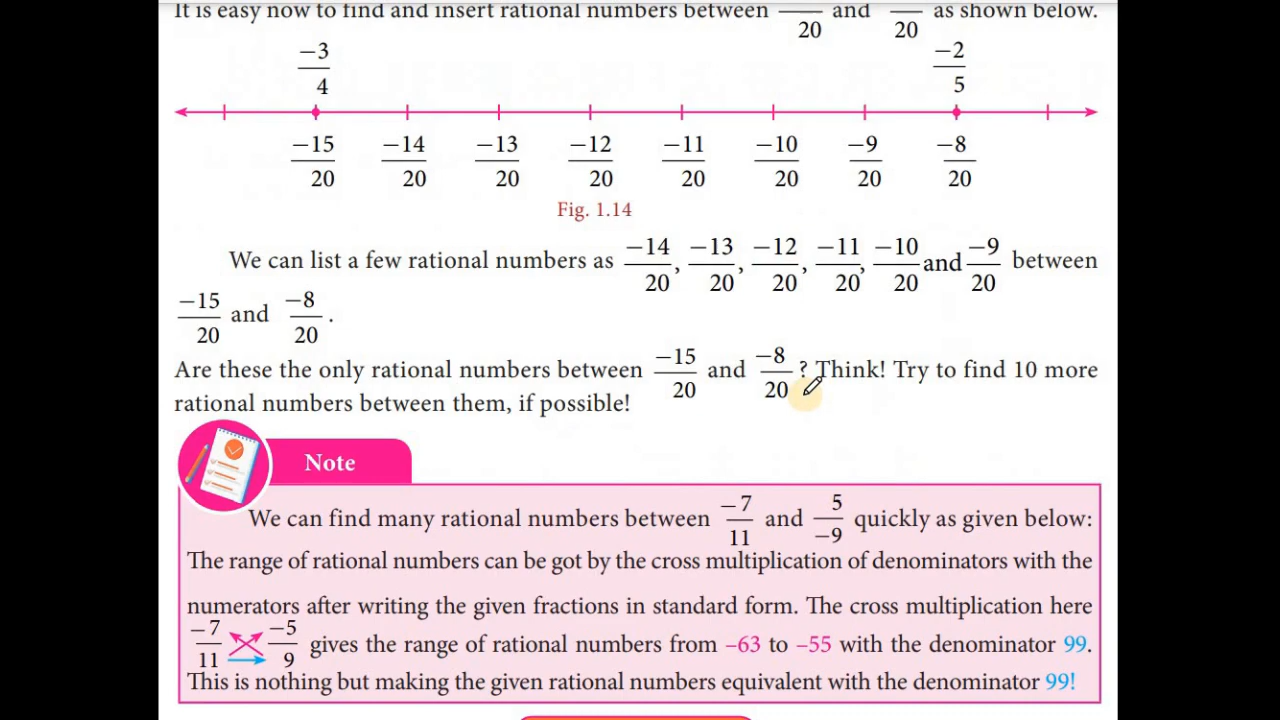 It is easy now to find and insert rational numbers between /20 and /20 as shown below.
-3/4 -2/5
-15/20 -14/20 -13/20 -12/20 -11/20 -10/20 -9/20 -8/20
Fig. 1.14
We can list a few rational numbers as -14/20, -13/20, -12/20, -11/20, -10/20 and -9/20 between
-15/20 and -8/20.
Are these the only rational numbers between -15/20 and -8/20? Think! Try to find 10 more
rational numbers between them, if possible!
Note
We can find many rational numbers between -7/11 and 5/-9 quickly as given below:
The range of rational numbers can be got by the cross multiplication of denominators with the
numerators after writing the given fractions in standard form. The cross multiplication here
-7/11 -5/9 gives the range of rational numbers from –63 to –55 with the denominator 99.
This is nothing but making the given rational numbers equivalent with the denominator 99!